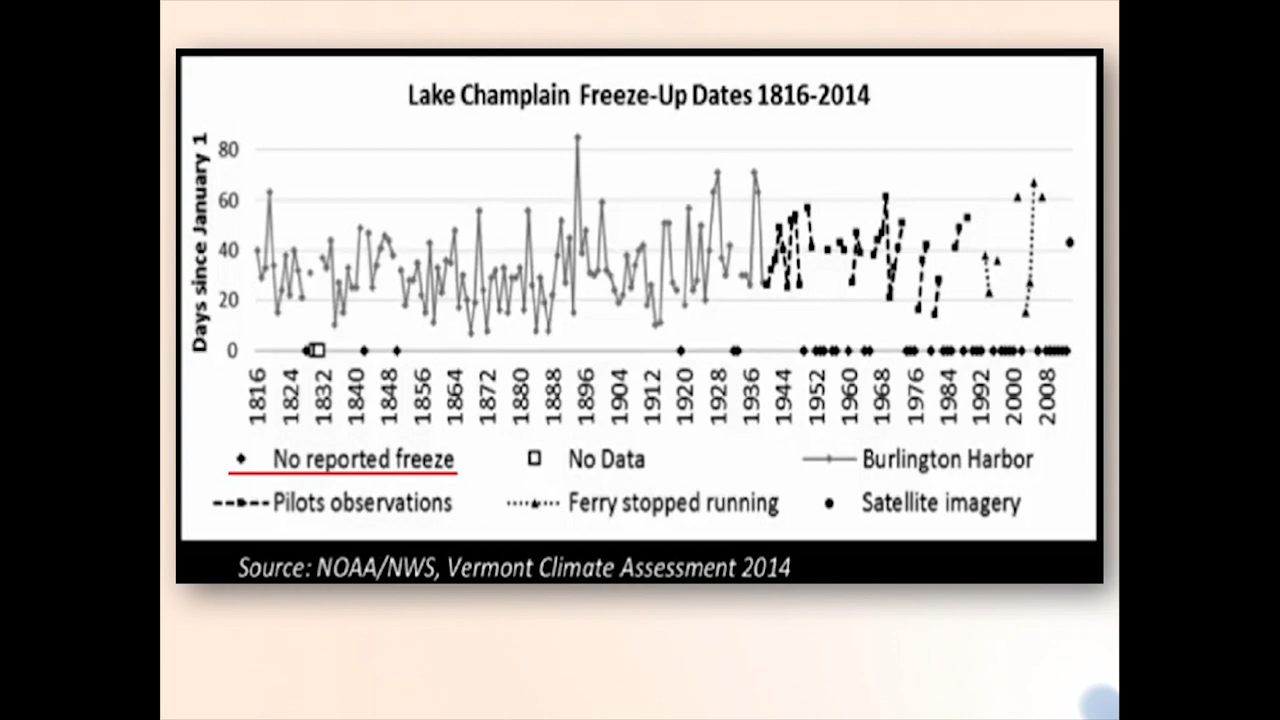 Lake Champlain Freeze-Up Dates 1816-2014
Days since January 1
80
60
40
20
0
1816 1824 1832 1840 1848 1856 1864 1872 1880 1888 1896 1904 1912 1920 1928 1936 1944 1952 1960 1968 1976 1984 1992 2000 2008
No reported freeze No Data Burlington Harbor
Pilots observations Ferry stopped running Satellite imagery
Source: NOAA/NWS, Vermont Climate Assessment 2014